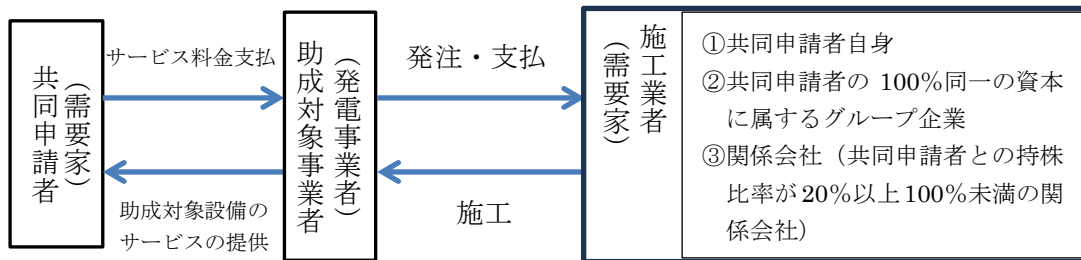 共同申請者
（需要家）
サービス料金支払
助成対象設備の
サービスの提供
助成対象事業者
（発電事業者）
発注・支払
施工
施工業者
（需要家）
①共同申請者自身
②共同申請者の 100％同一の資本
に属するグループ企業
③関係会社（共同申請者との持株
比率が 20％以上 100％未満の関
係会社）